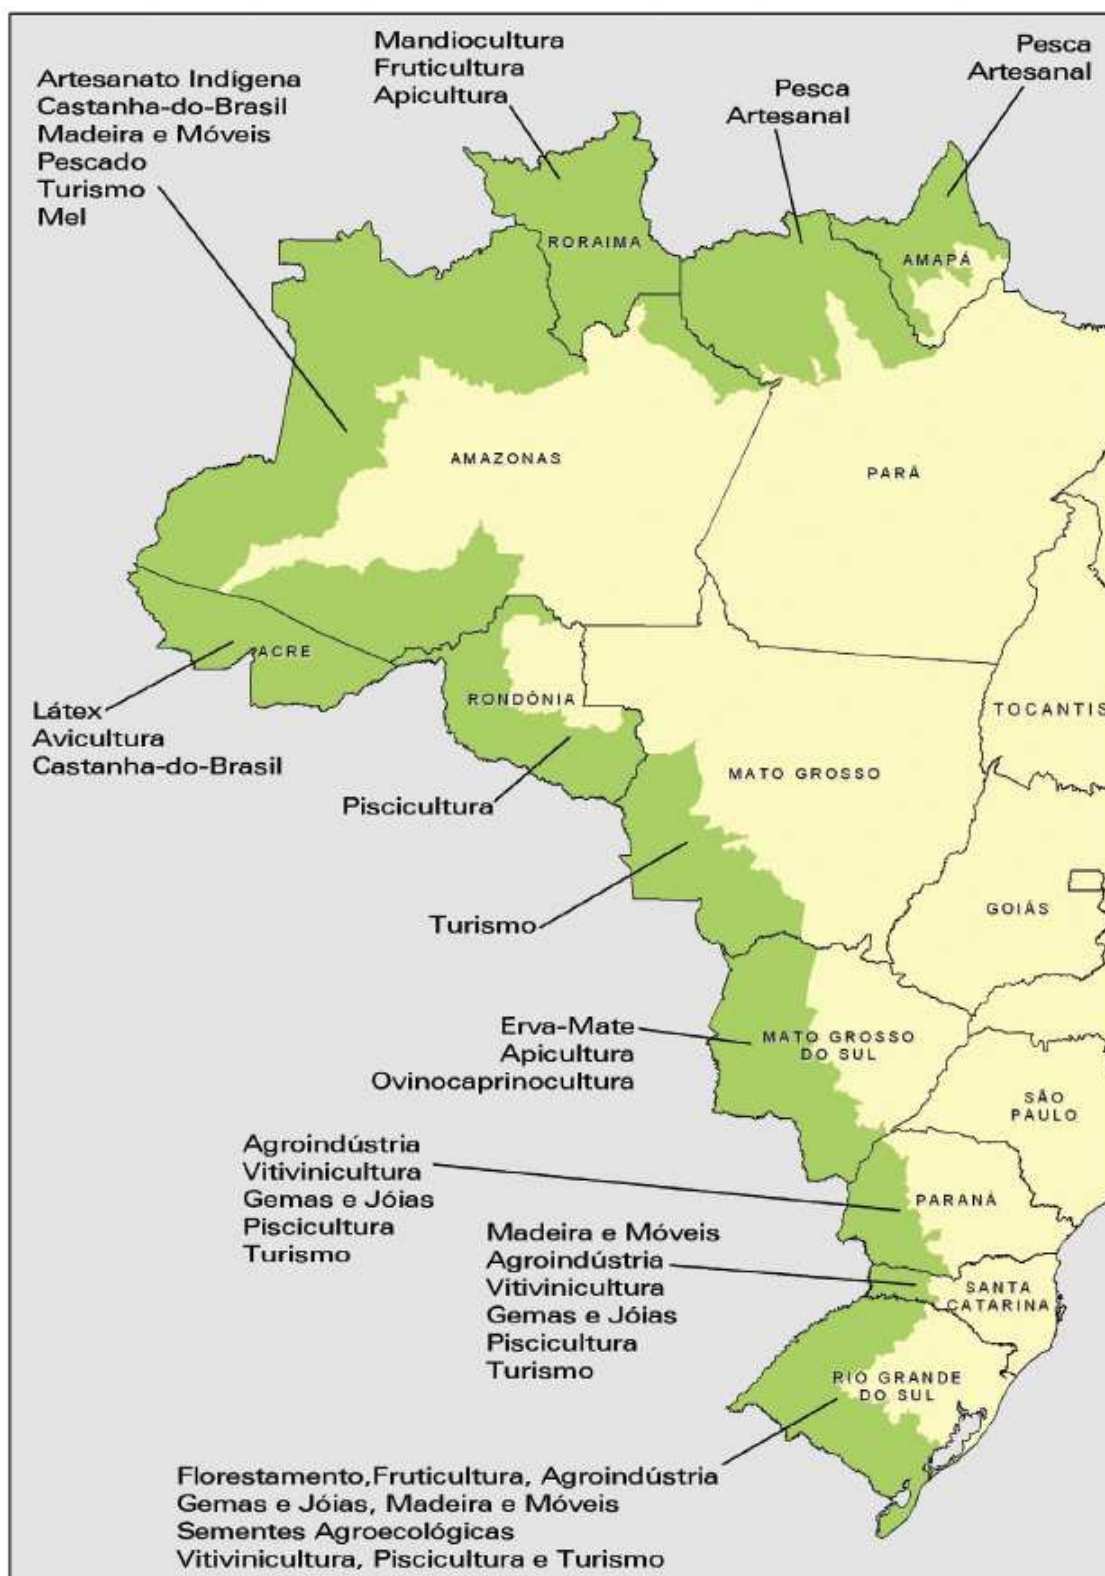 Mandiocultura
Fruticultura
Apicultura
Pesca
Artesanal
Pesca
Artesanal
Artesanato Indígena
Castanha-do-Brasil
Madeira e Móveis
Pescado
Turismo
Mel
RORAIMA
AMAPÁ
AMAZONAS
PARÁ
ACRE
RONDÔNIA
TOCANTIS
Látex
Avicultura
Castanha-do-Brasil
MATO GROSSO
Piscicultura
GOIÁS
Turismo
Erva-Mate
Apicultura
Ovinocaprinocultura
MATO GROSSO
DO SUL
SÃO
PAULO
Agroindústria
Vitivinicultura
Gemas e Jóias
Piscicultura
Turismo
PARANÁ
Madeira e Móveis
Agroindústria
Vitivinicultura
Gemas e Jóias
Piscicultura
Turismo
SANTA
CATARINA
RIO GRANDE
DO SUL
Florestamento,Fruticultura, Agroindústria
Gemas e Jóias, Madeira e Móveis
Sementes Agroecológicas
Vitivinicultura, Piscicultura e Turismo